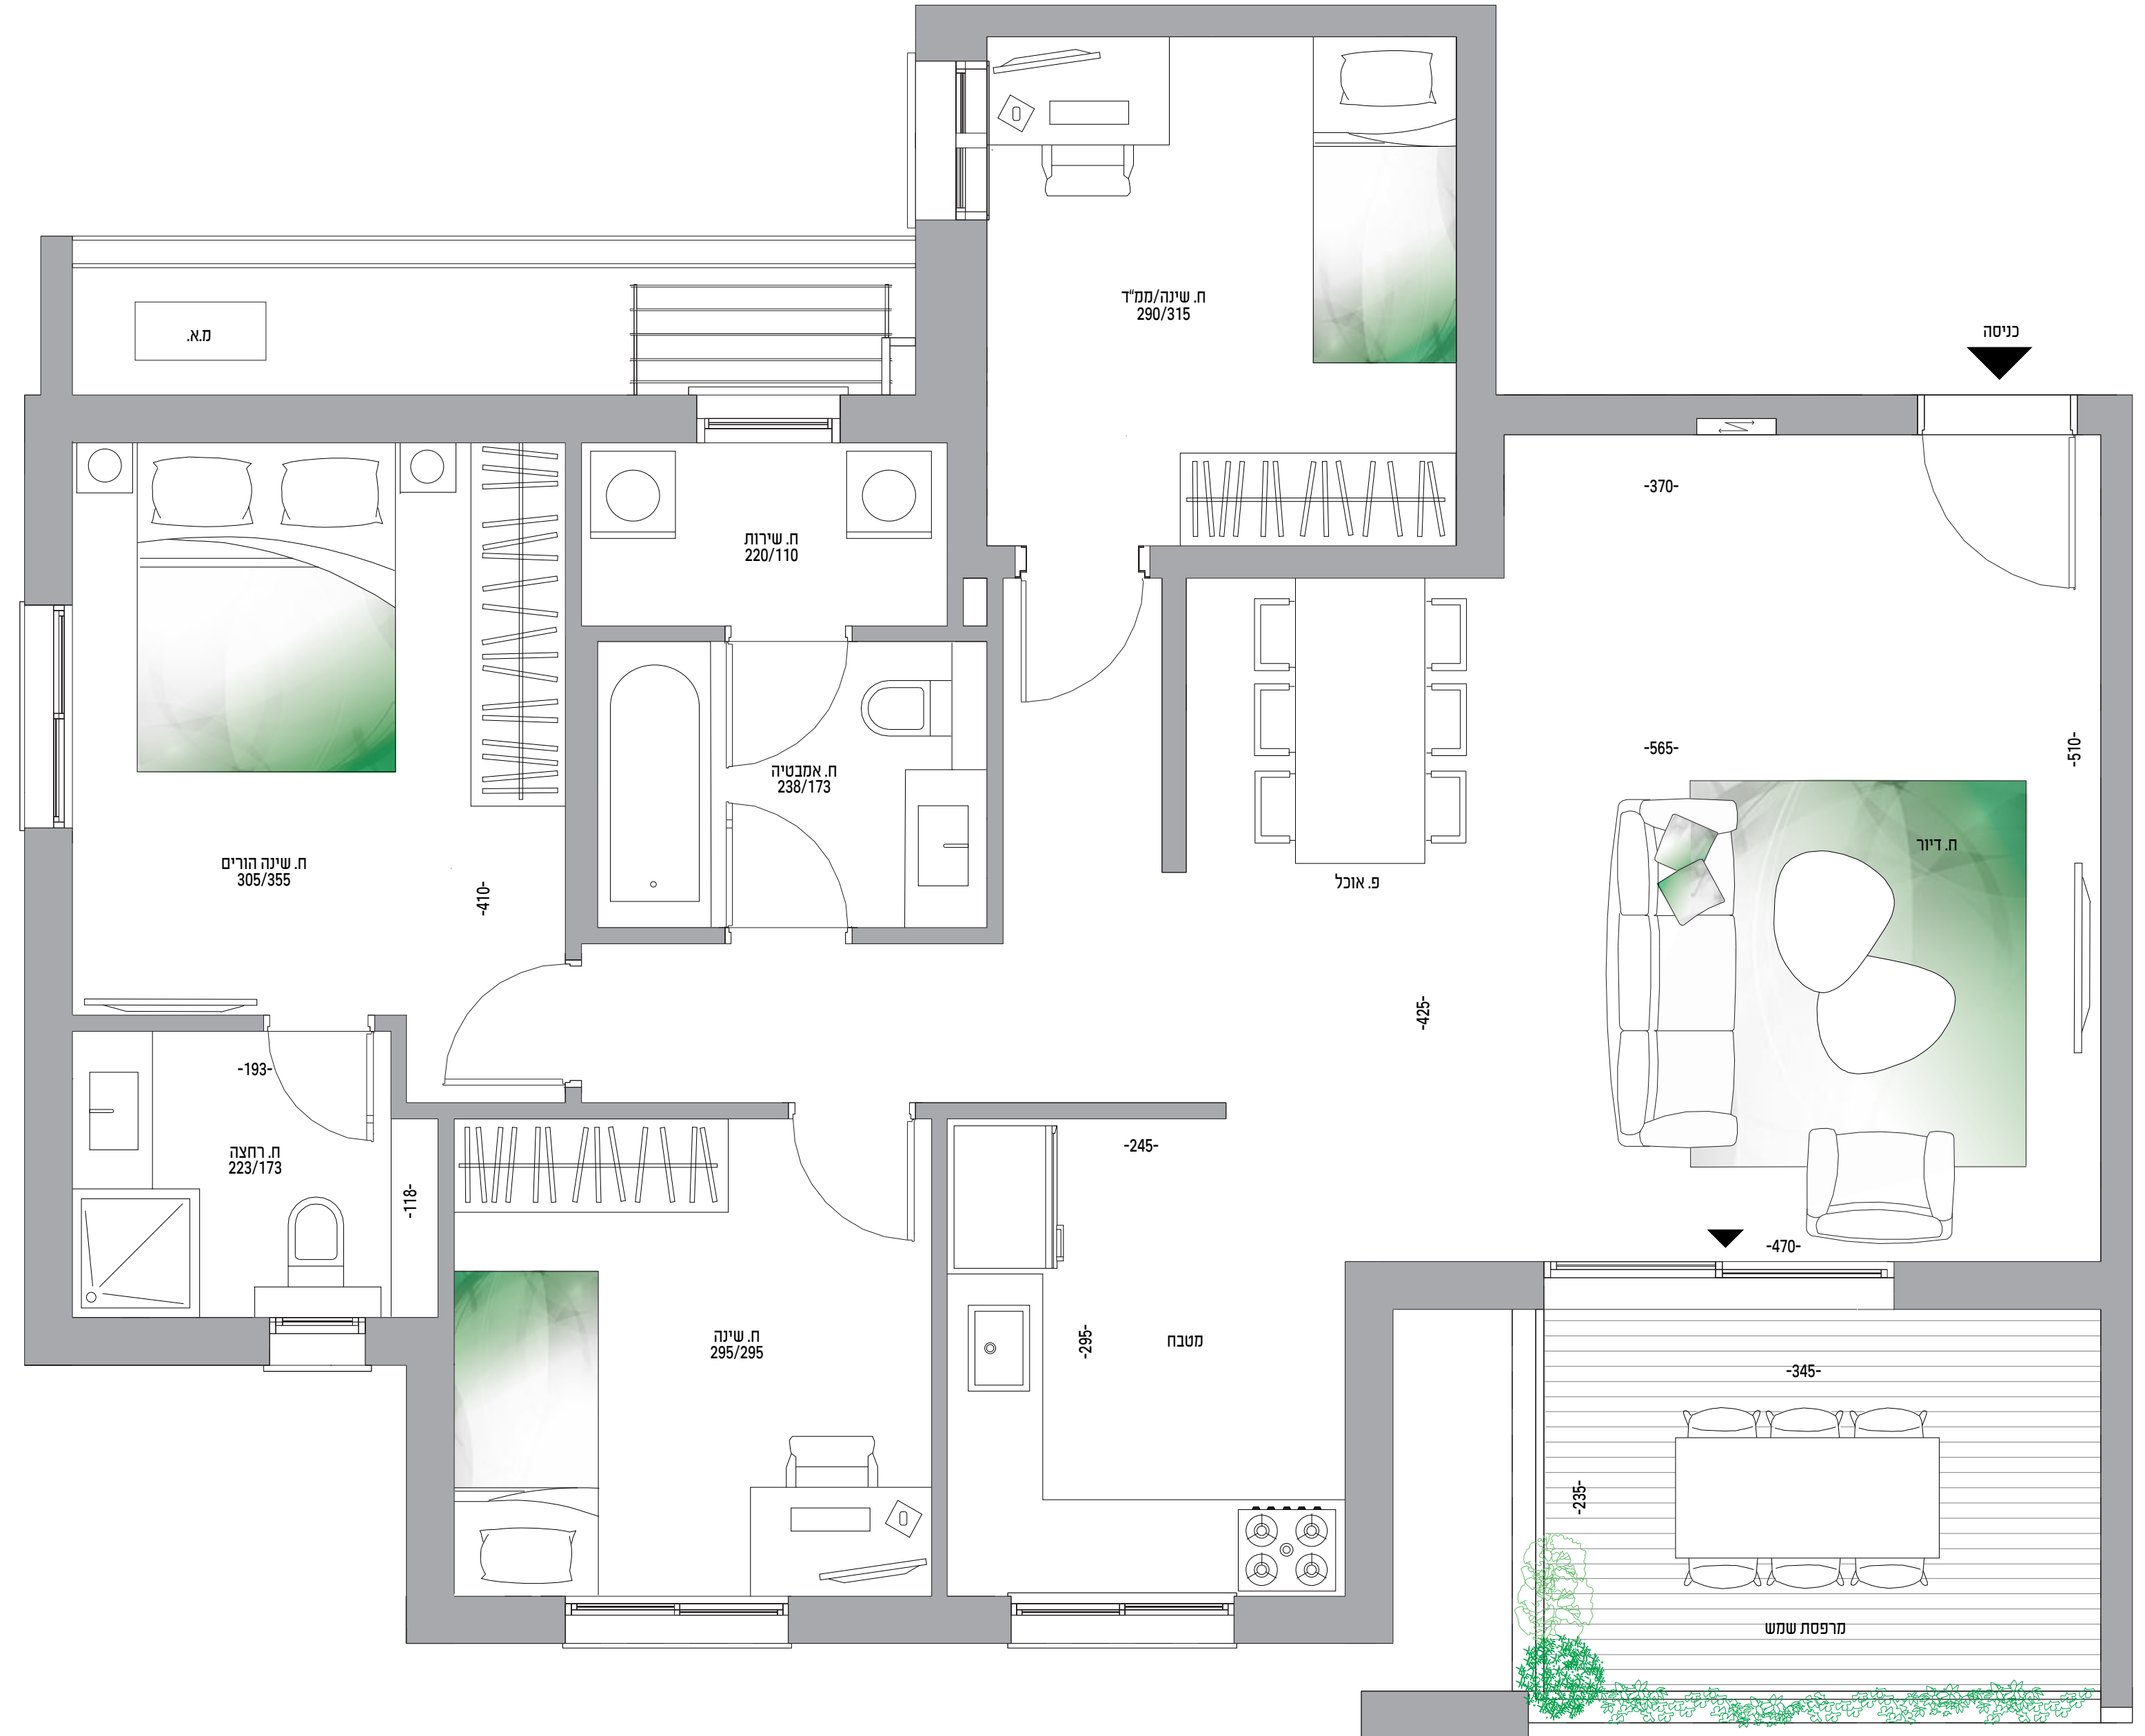 ח. שינה/ממ"ד
290/315
כניסה
מ.א.
-370-
ח. שירות
220/110
-565-
-510-
ח. אמבטיה
238/173
ח. דיור
ח. שינה הורים
305/355
-410-
פ. אוכל
-425-
-193-
ח. רחצה
223/173
-118-
-245-
-470-
ח. שינה
295/295
-295-
מטבח
-345-
-235-
מרפסת שמש